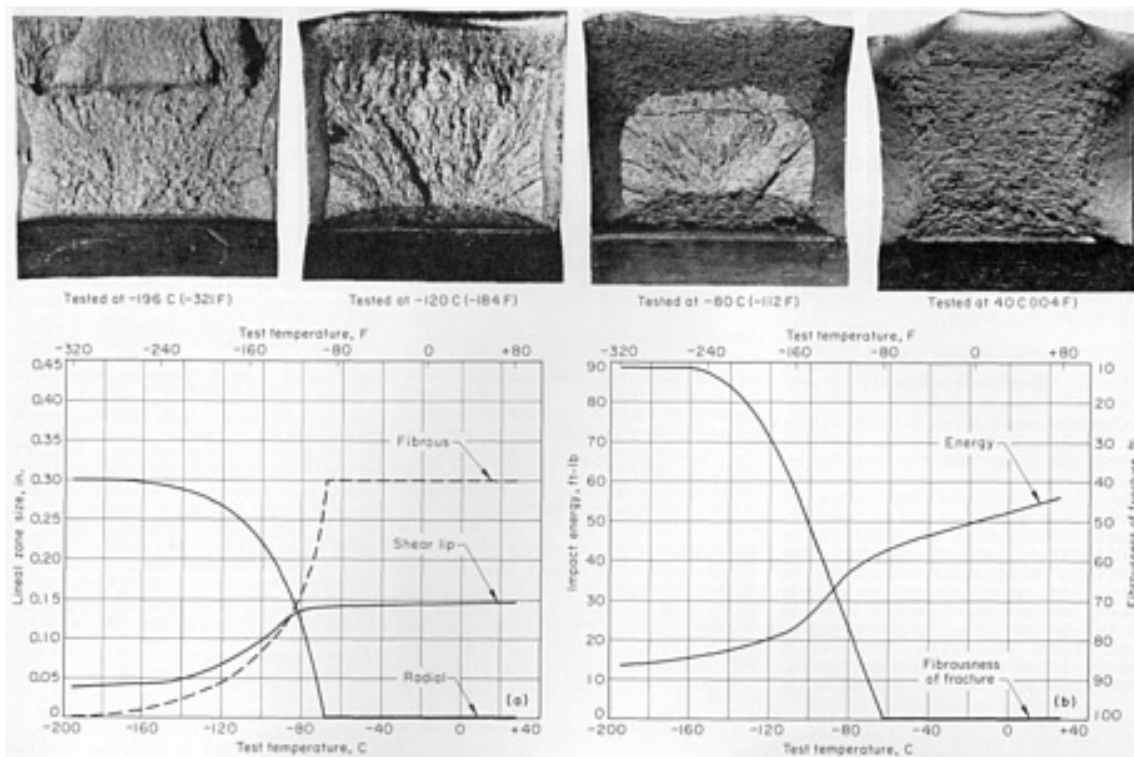 Tested at -196 C (-321 F)
Tested at -120 C (-184 F)
Tested at -80 C (-112 F)
Tested at 40 C (104 F)
Test temperature, F
-320 -240 -160 -80 0 +80
0.45
0.40
0.35
0.30
0.25
0.20
0.15
0.10
0.05
0
Lineal zone size, in.
Fibrous
Shear lip
Radial
(a)
-200 -160 -120 -80 -40 0 +40
Test temperature, C
Test temperature, F
-320 -240 -160 -80 0 +80
90
80
70
60
50
40
30
20
10
0
Impact energy, ft-lb
Energy
Fibrousness
of fracture
(b)
10
20
30
40
50
60
70
80
90
100
Fibrousness of fracture,
-200 -160 -120 -80 -40 0 +40
Test temperature, C